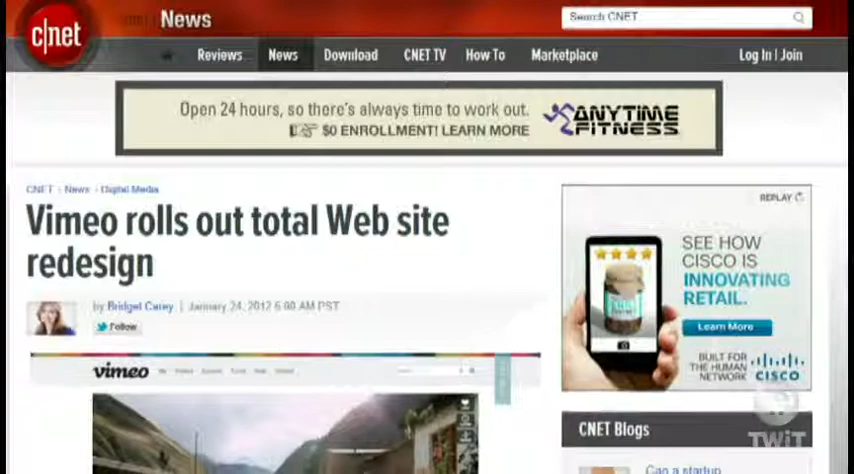 c|net
News
Search CNET
Reviews
News
Download
CNET TV
How To
Marketplace
Log In | Join
Open 24 hours, so there's always time to work out.
$0 ENROLLMENT! LEARN MORE
ANYTIME
FITNESS
CNET › News › Digital Media
Vimeo rolls out total Web site
redesign
by Bridget Carey | January 24, 2012 6:00 AM PST
Follow
vimeo
REPLAY
SEE HOW
CISCO IS
INNOVATING
RETAIL.
Learn More
BUILT FOR
THE HUMAN
NETWORK
CISCO
CNET Blogs
TWiT